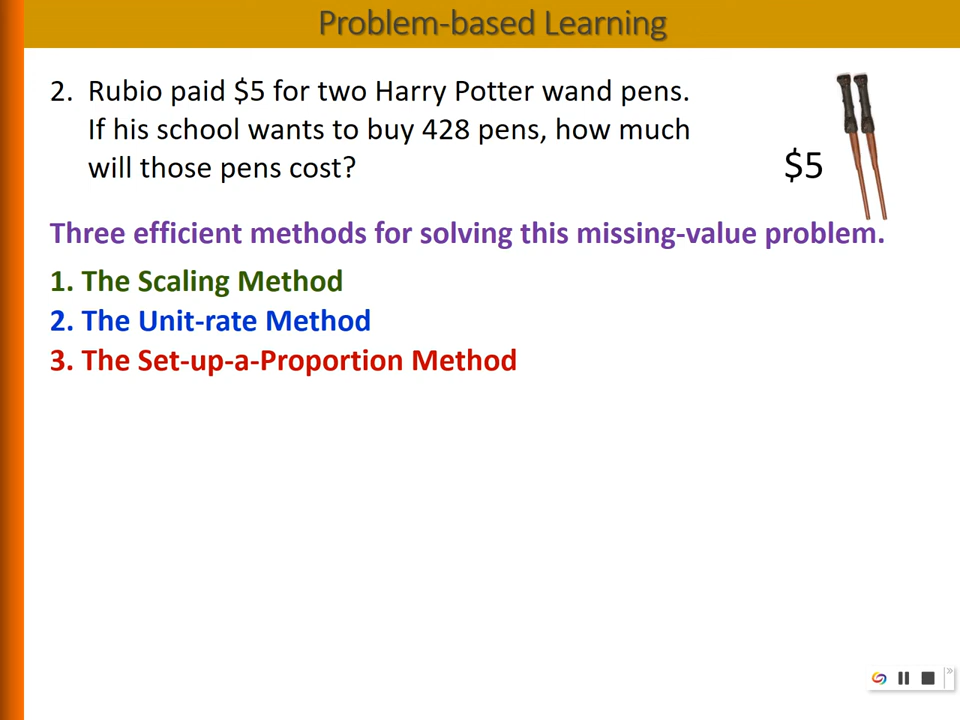 Problem-based Learning
2. Rubio paid $5 for two Harry Potter wand pens.
If his school wants to buy 428 pens, how much
will those pens cost?
$5
Three efficient methods for solving this missing-value problem.
1. The Scaling Method
2. The Unit-rate Method
3. The Set-up-a-Proportion Method